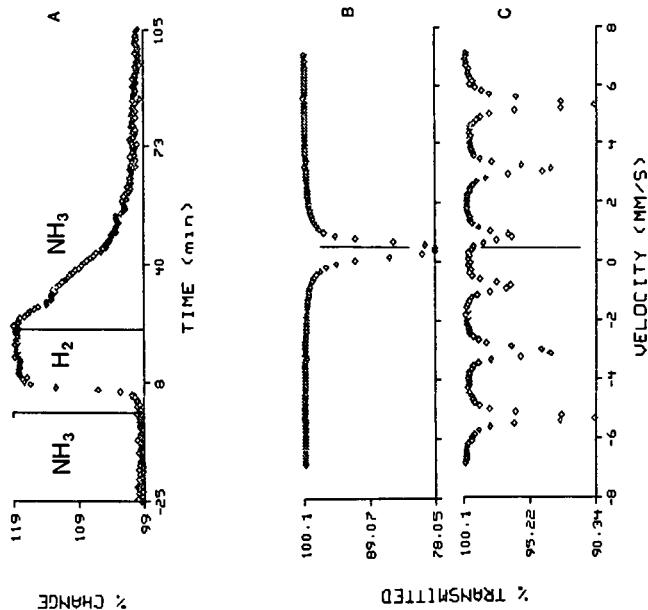 A
119
109
99
% CHANGE
NH3
H2
NH3
-25
8
40
73
105
TIME (min)
B
100.1
89.07
78.05
% TRANSMITTED
C
100.1
95.22
90.34
-8
-6
-4
-2
0
2
4
6
8
VELOCITY (MM/S)